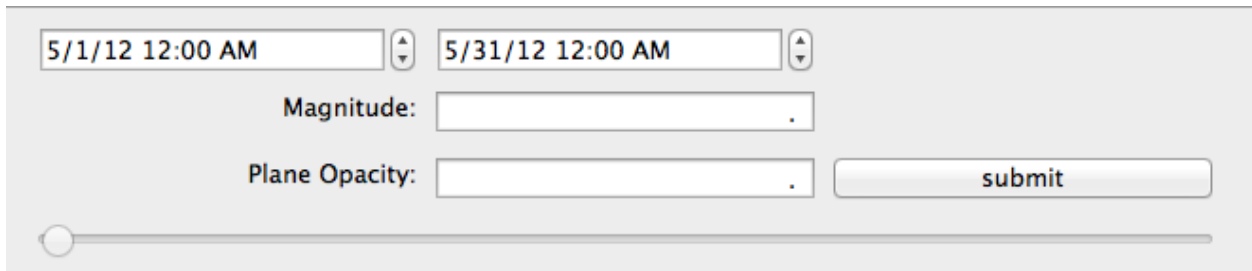 5/1/12 12:00 AM 5/31/12 12:00 AM
Magnitude: .
Plane Opacity: . submit